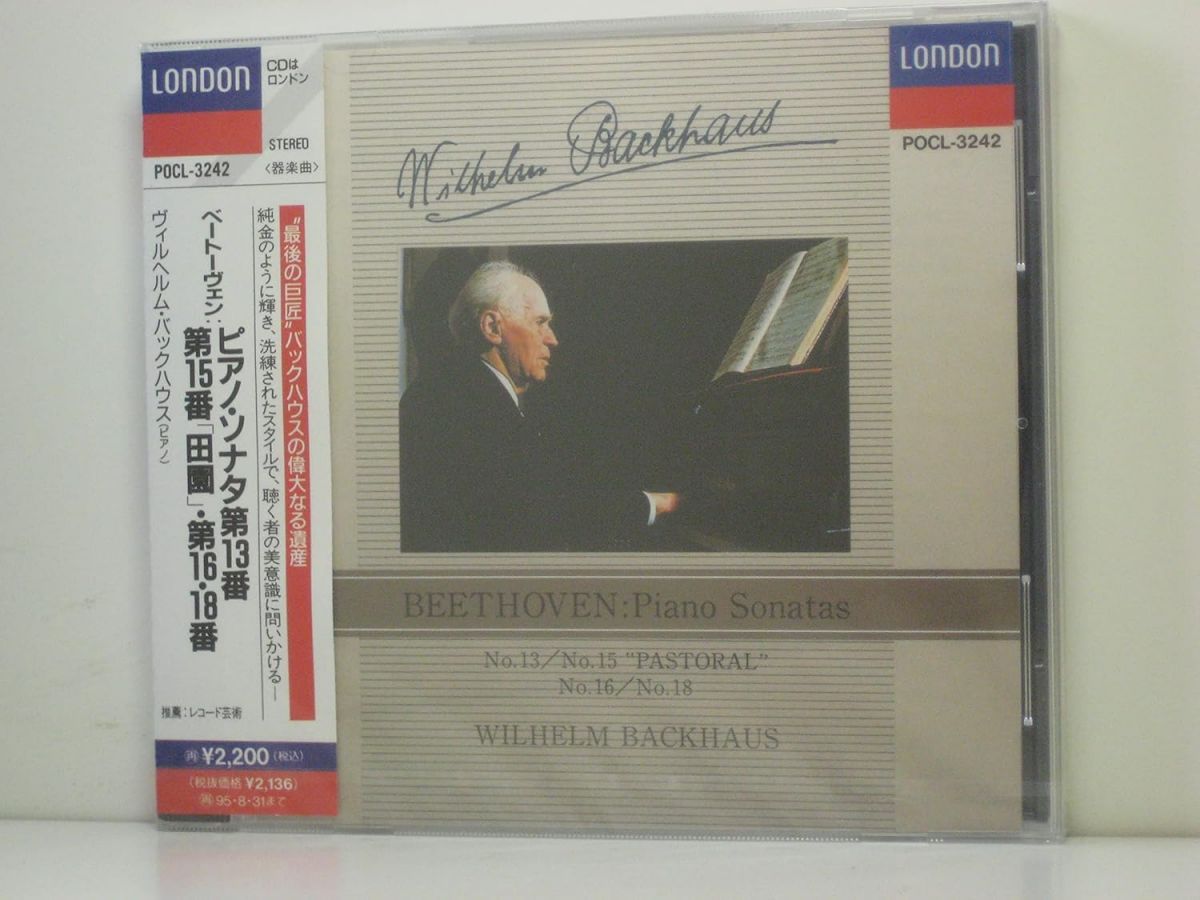 LONDON
CDは
ロンドン
STEREO
POCL-3242
〈器楽曲〉
“最後の巨匠”バックハウスの偉大なる遺産
純金のように輝き、洗練されたスタイルで、聴く者の美意識に問いかける—
ベートーヴェン:
ピアノ・ソナタ第13番
第15番「田園」・第16・18番
ヴィルヘルム・バックハウス(ピアノ)
推薦:レコード芸術
再 ¥2,200(税込)
(税抜価格 ¥2,136)
再 95・8・31まで
Wilhelm Backhaus
LONDON
POCL-3242
BEETHOVEN:Piano Sonatas
No.13/No.15 "PASTORAL"
No.16/No.18
WILHELM BACKHAUS